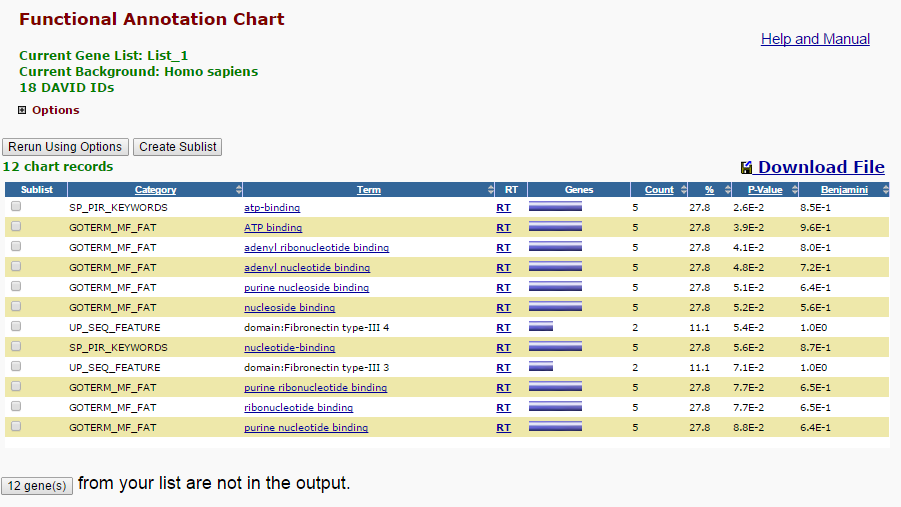 Functional Annotation Chart
Help and Manual
Current Gene List: List_1
Current Background: Homo sapiens
18 DAVID IDs
Options
Rerun Using Options Create Sublist
12 chart records Download File
Sublist Category Term RT Genes Count % P-Value Benjamini
SP_PIR_KEYWORDS atp-binding RT 5 27.8 2.6E-2 8.5E-1
GOTERM_MF_FAT ATP binding RT 5 27.8 3.9E-2 9.6E-1
GOTERM_MF_FAT adenyl ribonucleotide binding RT 5 27.8 4.1E-2 8.0E-1
GOTERM_MF_FAT adenyl nucleotide binding RT 5 27.8 4.8E-2 7.2E-1
GOTERM_MF_FAT purine nucleoside binding RT 5 27.8 5.1E-2 6.4E-1
GOTERM_MF_FAT nucleoside binding RT 5 27.8 5.2E-2 5.6E-1
UP_SEQ_FEATURE domain:Fibronectin type-III 4 RT 2 11.1 5.4E-2 1.0E0
SP_PIR_KEYWORDS nucleotide-binding RT 5 27.8 5.6E-2 8.7E-1
UP_SEQ_FEATURE domain:Fibronectin type-III 3 RT 2 11.1 7.1E-2 1.0E0
GOTERM_MF_FAT purine ribonucleotide binding RT 5 27.8 7.7E-2 6.5E-1
GOTERM_MF_FAT ribonucleotide binding RT 5 27.8 7.7E-2 6.5E-1
GOTERM_MF_FAT purine nucleotide binding RT 5 27.8 8.8E-2 6.4E-1
12 gene(s) from your list are not in the output.